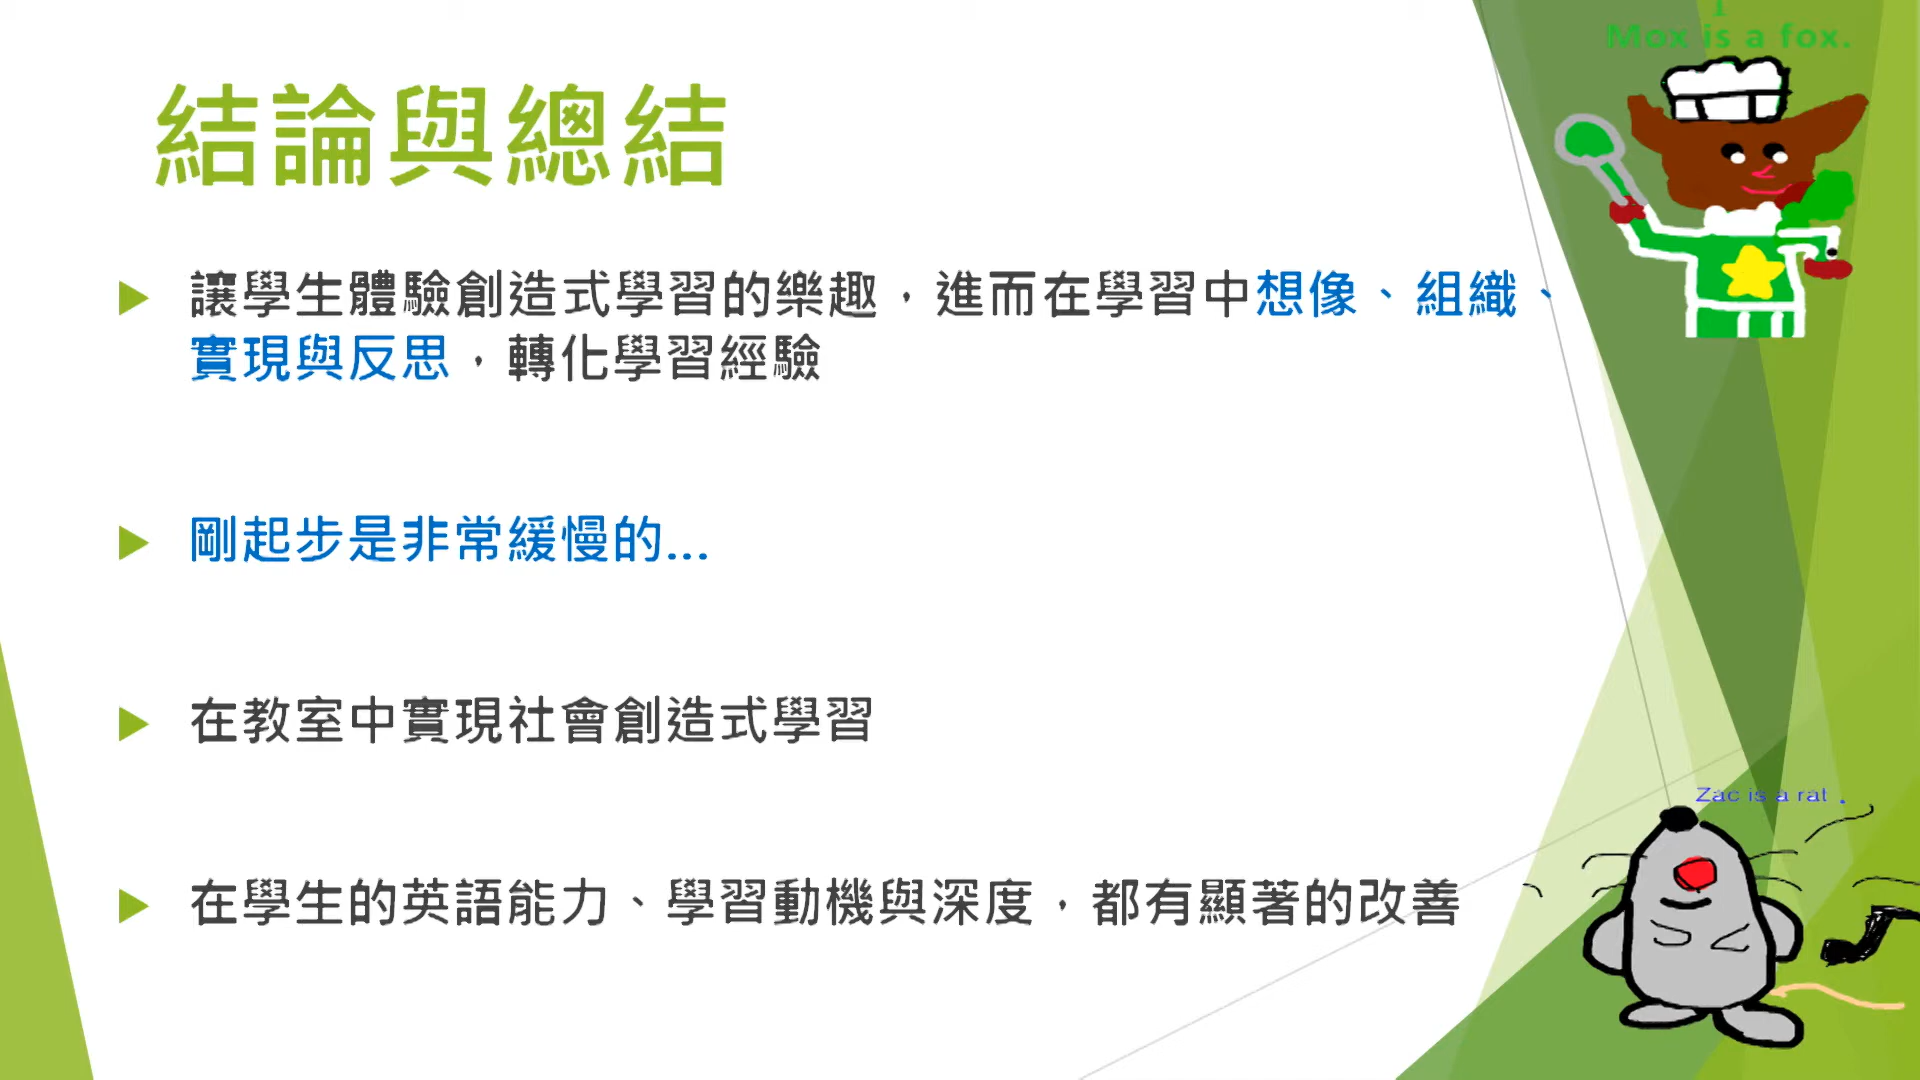 Mox is a fox.
結論與總結
讓學生體驗創造式學習的樂趣，進而在學習中想像、組織、
實現與反思，轉化學習經驗
剛起步是非常緩慢的...
在教室中實現社會創造式學習
Zac is a rat .
在學生的英語能力、學習動機與深度，都有顯著的改善